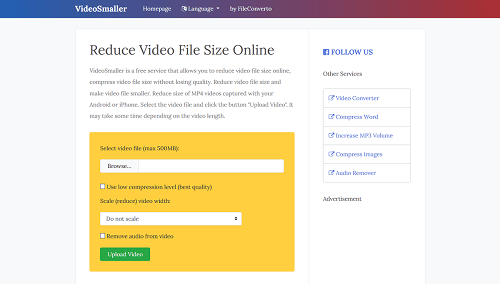 VideoSmaller
Homepage
Language
by FileConverto
Reduce Video File Size Online
VideoSmaller is a free service that allows you to reduce video file size online,
compress video file size without losing quality. Reduce video file size and
make video file smaller. Reduce size of MP4 videos captured with your
Android or iPhone. Select the video file and click the button "Upload Video". It
may take some time depending on the video length.
Select video file (max 500MB):
Browse...
Use low compression level (best quality)
Scale (reduce) video width:
Do not scale
Remove audio from video
Upload Video
FOLLOW US
Other Services
Video Converter
Compress Word
Increase MP3 Volume
Compress Images
Audio Remover
Advertisement